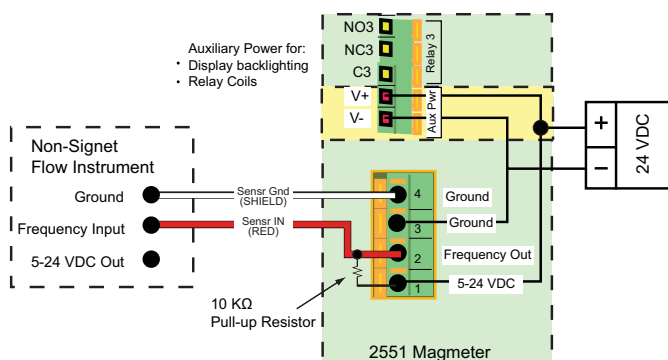 Auxiliary Power for:
• Display backlighting
• Relay Coils
NO3
NC3
C3
Relay 3
V+
V-
Aux Pwr
+
−
24 VDC
Non-Signet
Flow Instrument
Ground
Frequency Input
5-24 VDC Out
Sensr Gnd
(SHIELD)
Sensr IN
(RED)
4
3
2
1
Ground
Ground
Frequency Out
5-24 VDC
10 KΩ
Pull-up Resistor
2551 Magmeter